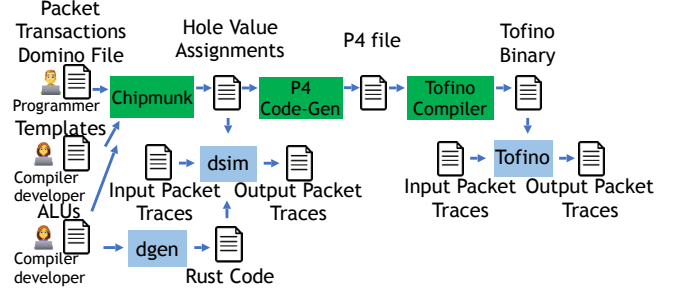 Packet
Transactions
Domino File
Hole Value
Assignments
P4 file
Tofino
Binary
Programmer
Chipmunk
P4
Code-Gen
Tofino
Compiler
Templates
Compiler
developer
dsim
Tofino
Input Packet
Traces
Output Packet
Traces
Input Packet
Traces
Output Packet
Traces
ALUs
Compiler
developer
dgen
Rust Code